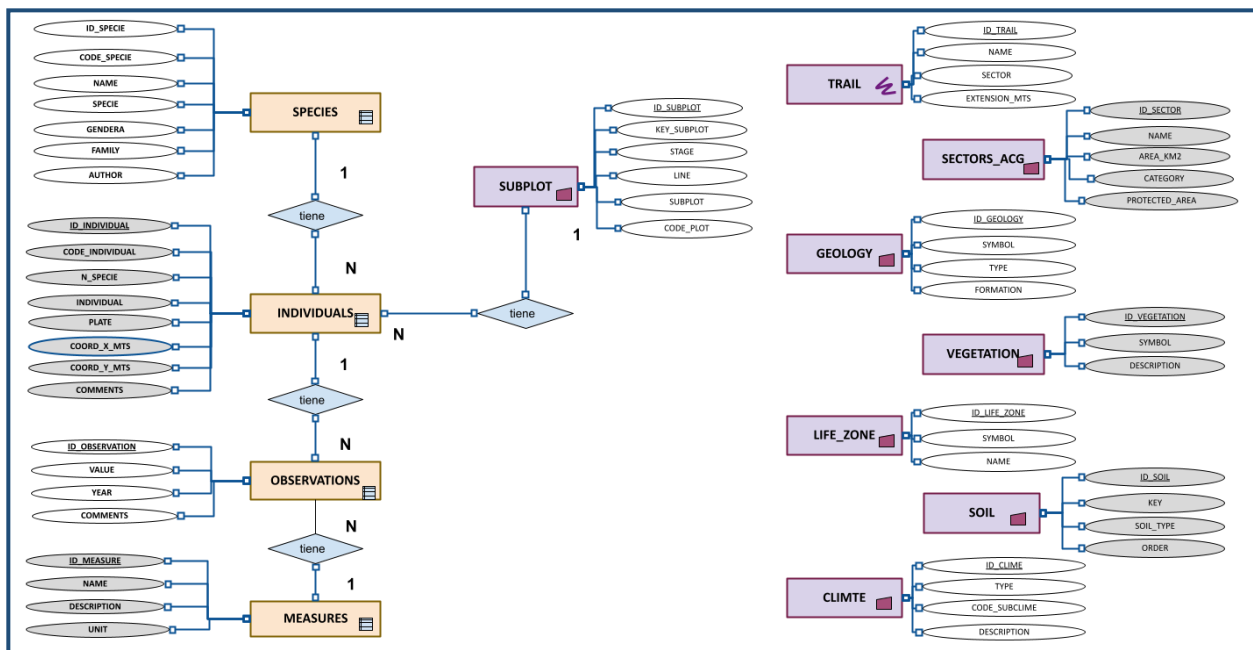 ID_SPECIE
CODE_SPECIE
NAME
SPECIE
GENDERA
FAMILY
AUTHOR
SPECIES
1
tiene
N
ID_INDIVIDUAL
CODE_INDIVIDUAL
N_SPECIE
INDIVIDUAL
PLATE
COORD_X_MTS
COORD_Y_MTS
COMMENTS
INDIVIDUALS
N
tiene
1
SUBPLOT
ID_SUBPLOT
KEY_SUBPLOT
STAGE
LINE
SUBPLOT
CODE_PLOT
1
tiene
N
ID_OBSERVATION
VALUE
YEAR
COMMENTS
OBSERVATIONS
N
tiene
1
ID_MEASURE
NAME
DESCRIPTION
UNIT
MEASURES
TRAIL
ID_TRAIL
NAME
SECTOR
EXTENSION_MTS
SECTORS_ACG
ID_SECTOR
NAME
AREA_KM2
CATEGORY
PROTECTED_AREA
GEOLOGY
ID_GEOLOGY
SYMBOL
TYPE
FORMATION
VEGETATION
ID_VEGETATION
SYMBOL
DESCRIPTION
LIFE_ZONE
ID_LIFE_ZONE
SYMBOL
NAME
SOIL
ID_SOIL
KEY
SOIL_TYPE
ORDER
CLIMTE
ID_CLIME
TYPE
CODE_SUBCLIME
DESCRIPTION